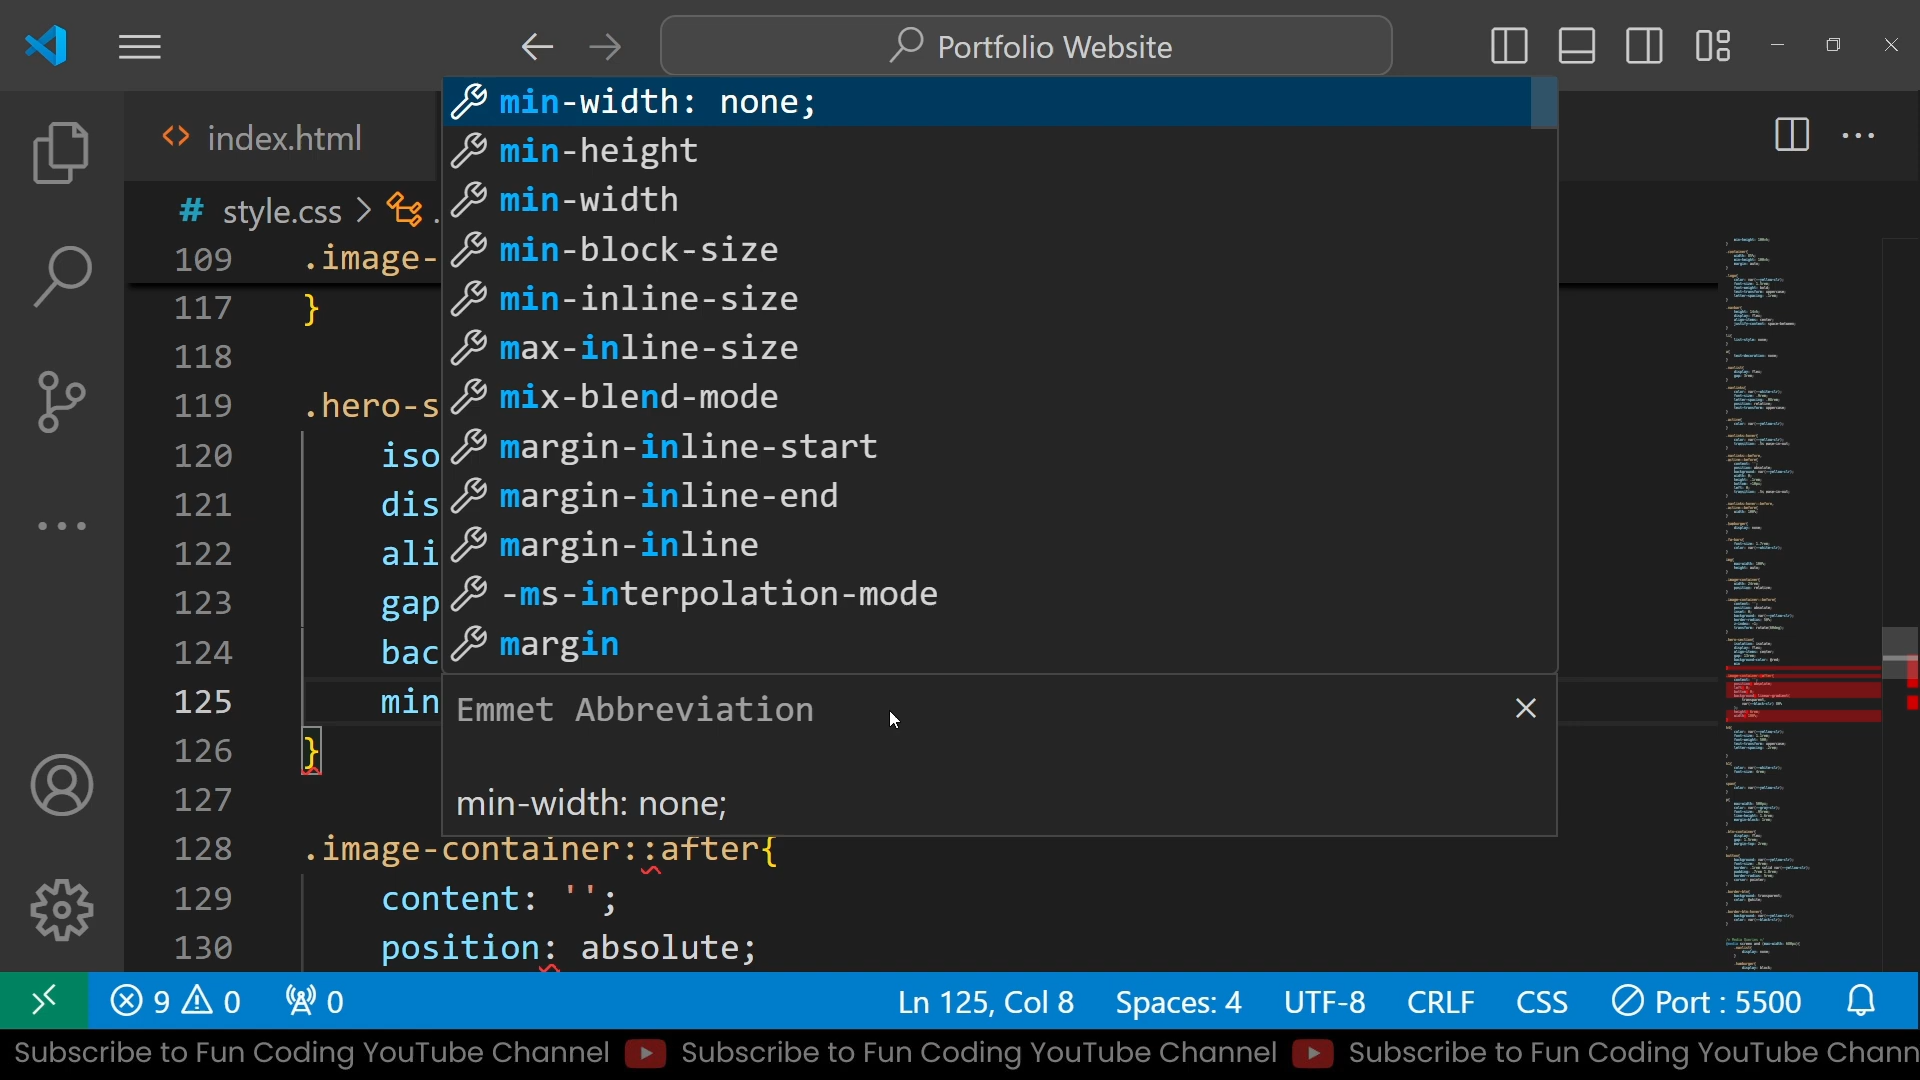 Portfolio Website
index.html
style.css
min-width: none;
min-height
min-width
min-block-size
min-inline-size
max-inline-size
mix-blend-mode
margin-inline-start
margin-inline-end
margin-inline
-ms-interpolation-mode
margin
Emmet Abbreviation
min-width: none;
109 .image-
117 }
118
119 .hero-s
120 iso
121 dis
122 ali
123 gap
124 bac
125 min
126 }
127
128 .image-container::after{
129 content: '';
130 position: absolute;
9 0 0 Ln 125, Col 8 Spaces: 4 UTF-8 CRLF CSS Port : 5500
Subscribe to Fun Coding YouTube Channel Subscribe to Fun Coding YouTube Channel Subscribe to Fun Coding YouTube Chann